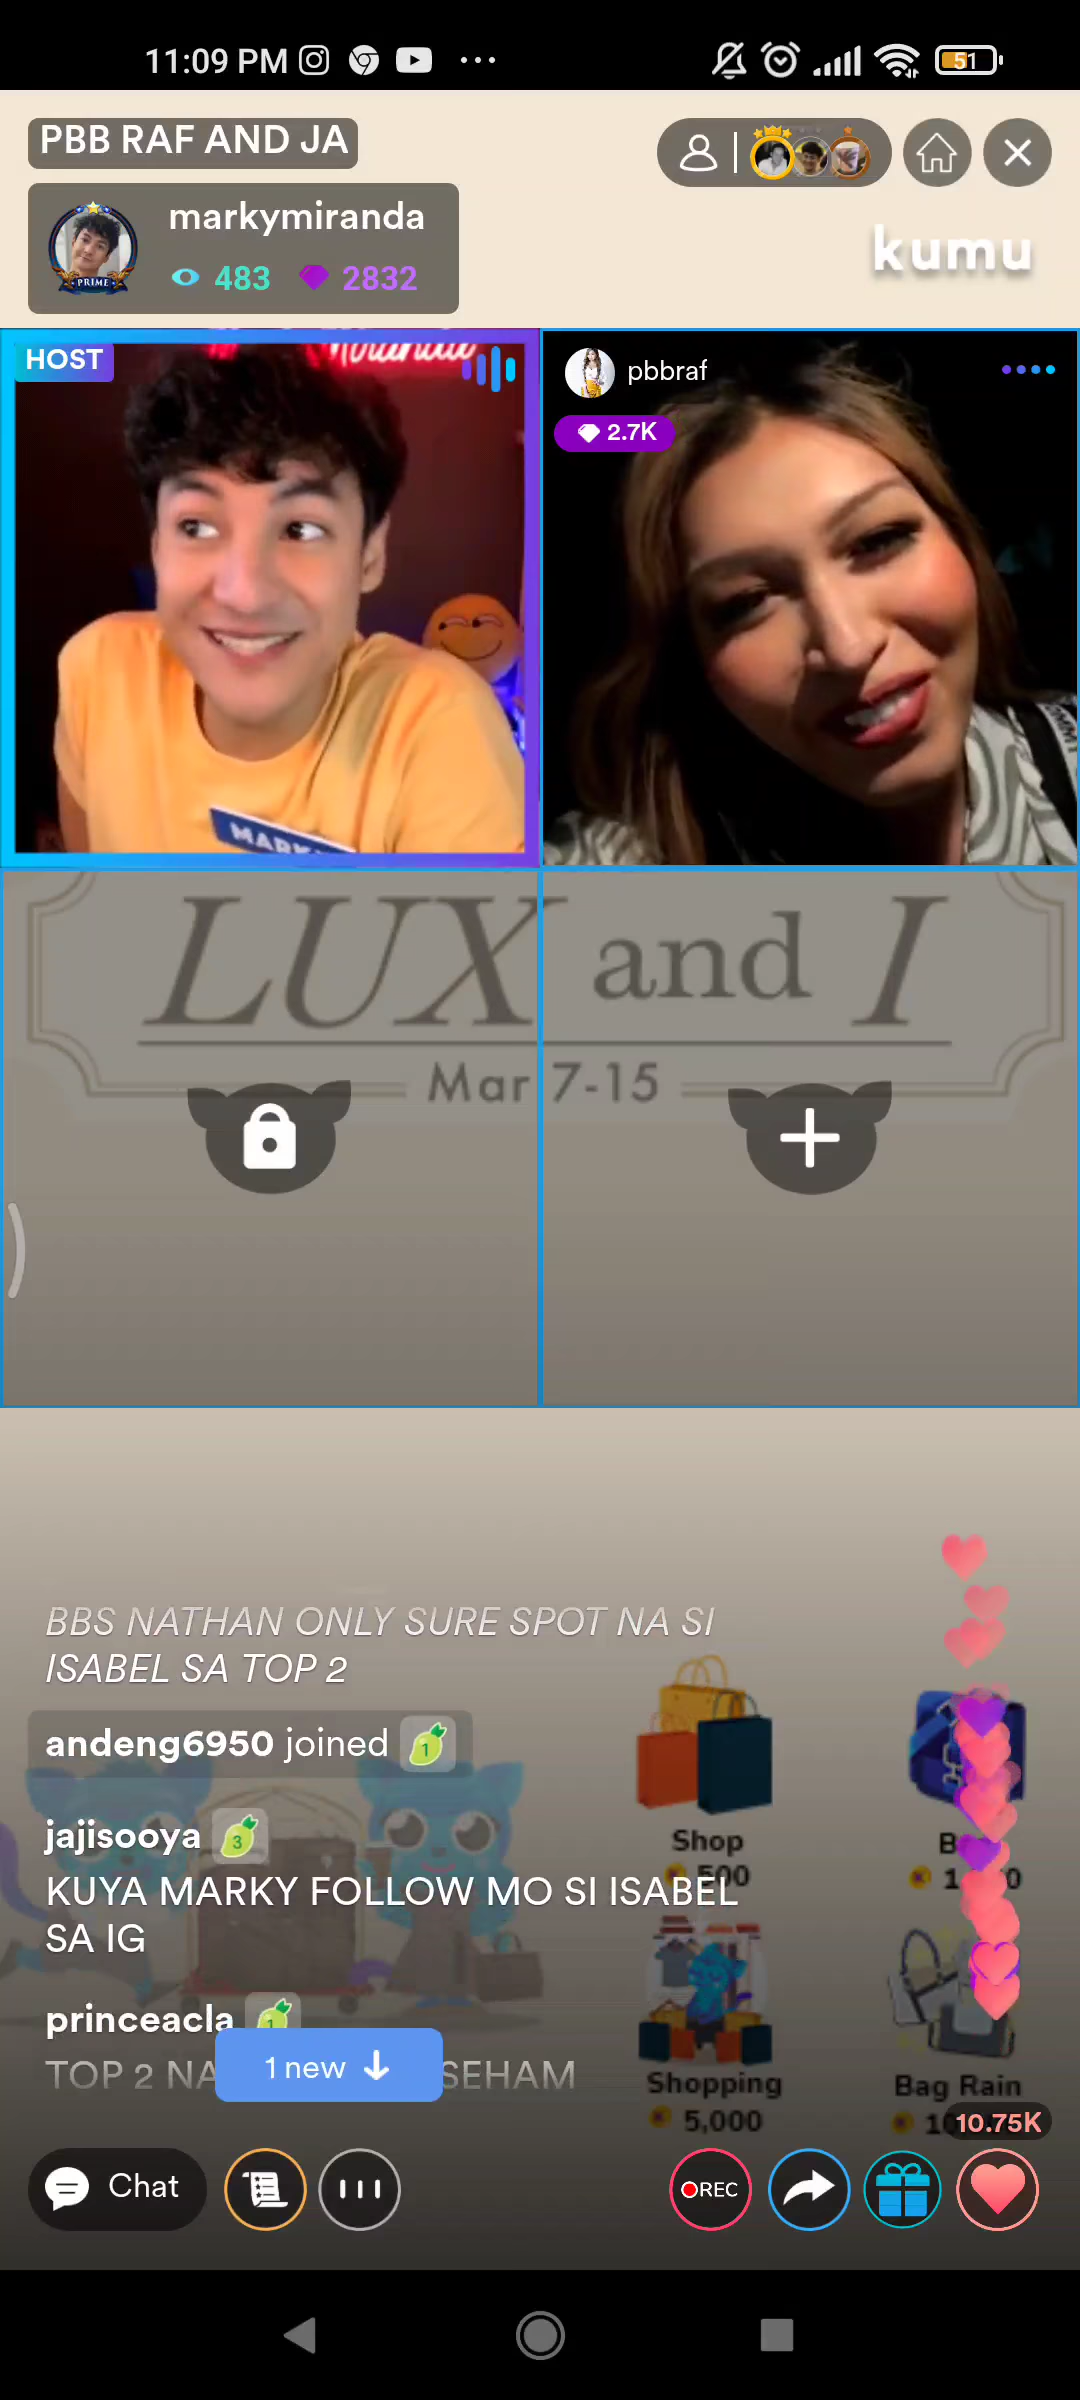 11:09 PM
51
PBB RAF AND JA
markymiranda
PRIME
483 2832
kumu
HOST
Miranda
pbbraf
2.7K
LUX and I
Mar 7-15
BBS NATHAN ONLY SURE SPOT NA SI
ISABEL SA TOP 2
andeng6950 joined 1
jajisooya 3
KUYA MARKY FOLLOW MO SI ISABEL
SA IG
princeacla 1
TOP 2 NA
SEHAM
1 new
Shop
500
Shopping
5,000
Bag Rain
10.75K
Chat
REC